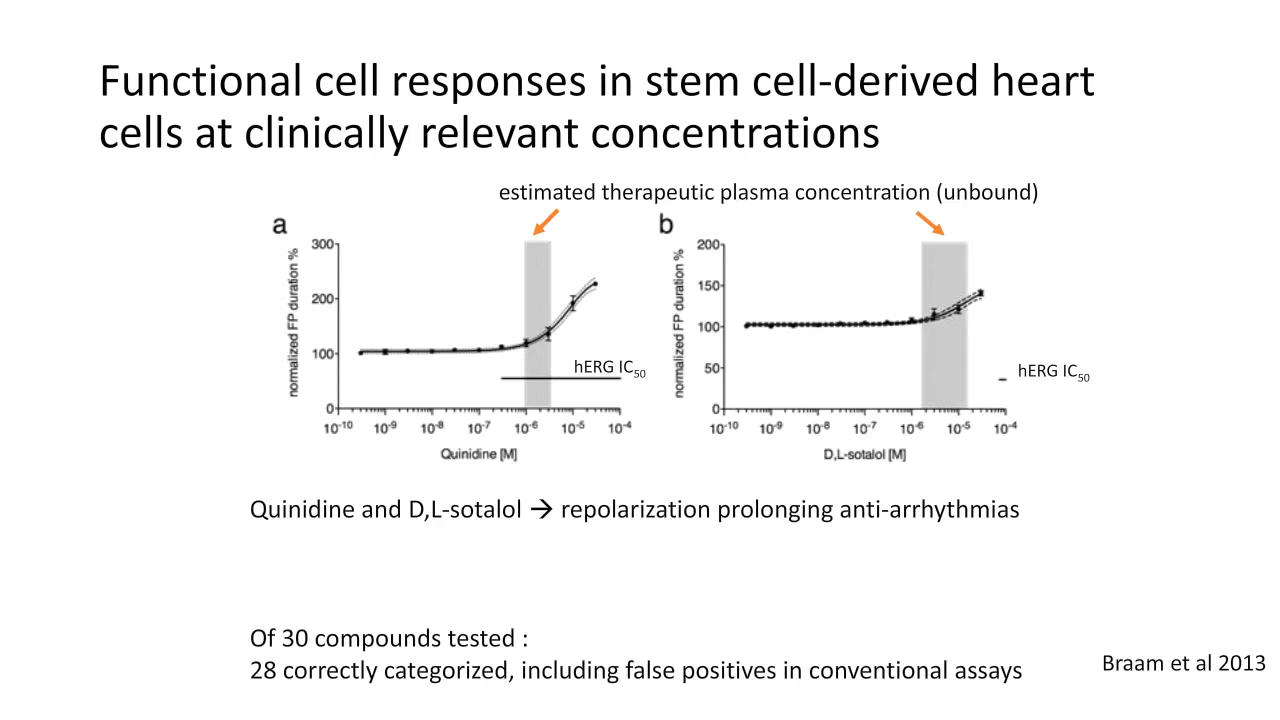 Functional cell responses in stem cell-derived heart
cells at clinically relevant concentrations
estimated therapeutic plasma concentration (unbound)
a
normalized FP duration %
300
200
100
0
hERG IC50
10-10 10-9 10-8 10-7 10-6 10-5 10-4
Quinidine [M]
b
normalized FP duration %
200
150
100
50
0
hERG IC50
10-10 10-9 10-8 10-7 10-6 10-5 10-4
D,L-sotalol [M]
Quinidine and D,L-sotalol → repolarization prolonging anti-arrhythmias
Of 30 compounds tested :
28 correctly categorized, including false positives in conventional assays
Braam et al 2013